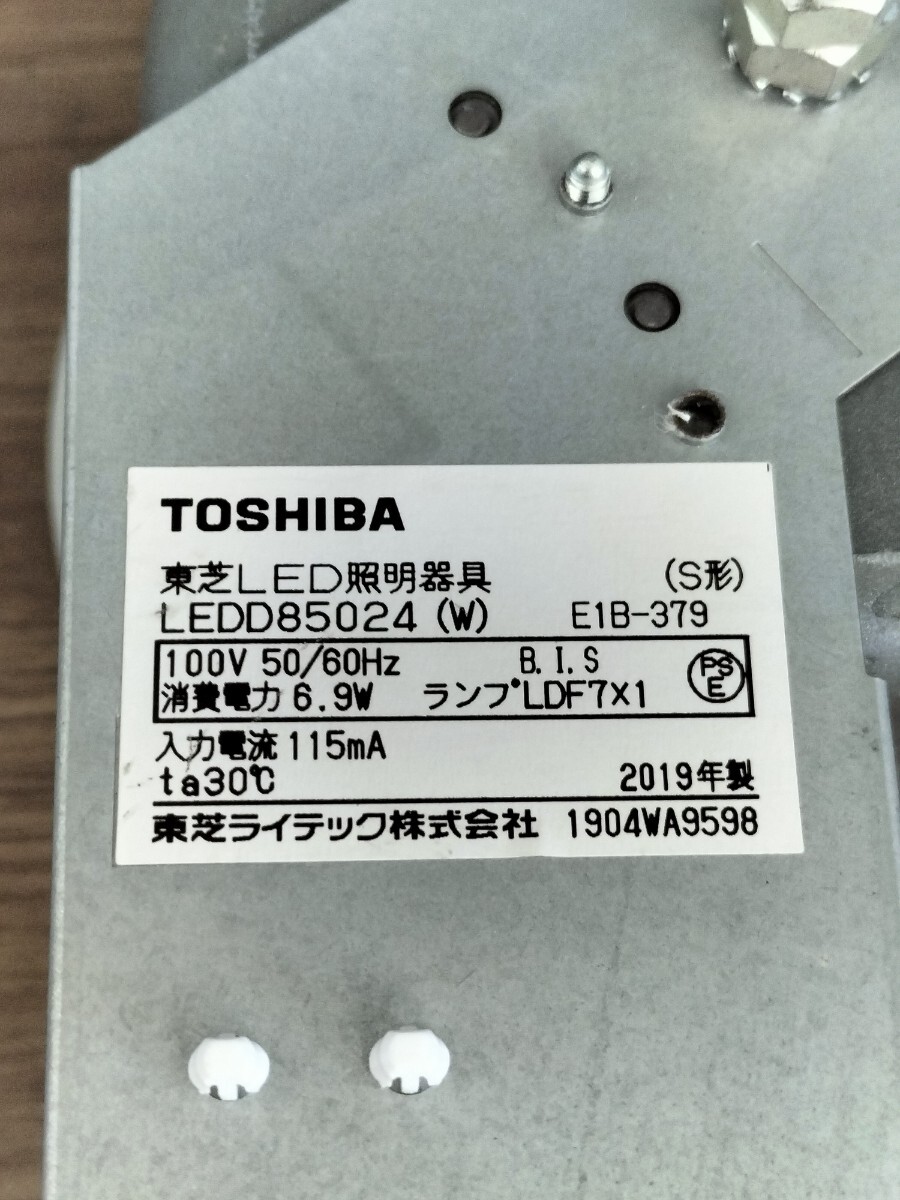 TOSHIBA
東芝LED照明器具 (S形)
LEDD85024 (W) E1B-379
100V 50/60Hz B.I.S
消費電力 6.9W ランプLDF7×1
PSE
入力電流 115mA
ta30℃ 2019年製
東芝ライテック株式会社 1904WA9598